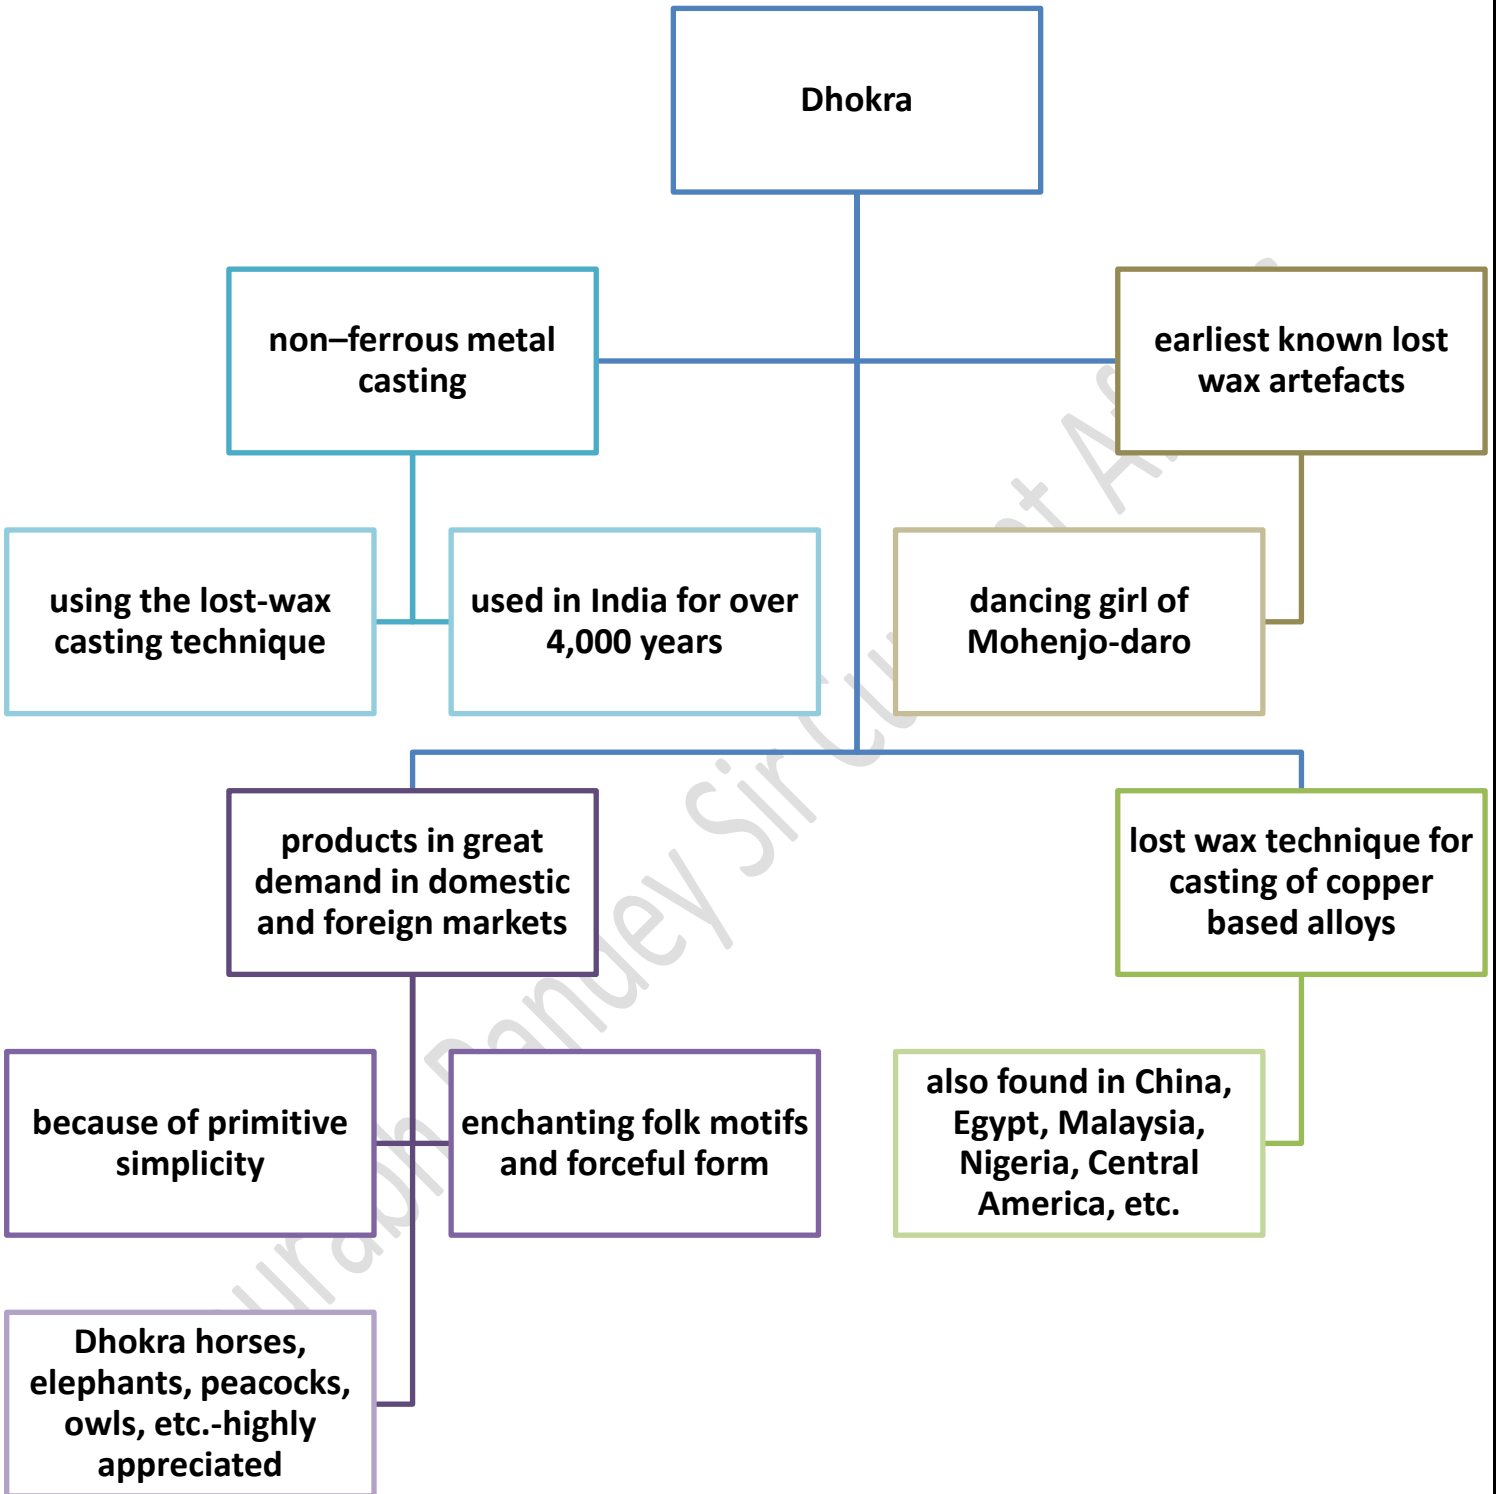 Dhokra
non–ferrous metal
casting
earliest known lost
wax artefacts
using the lost-wax
casting technique
used in India for over
4,000 years
dancing girl of
Mohenjo-daro
products in great
demand in domestic
and foreign markets
lost wax technique for
casting of copper
based alloys
because of primitive
simplicity
enchanting folk motifs
and forceful form
also found in China,
Egypt, Malaysia,
Nigeria, Central
America, etc.
Dhokra horses,
elephants, peacocks,
owls, etc.-highly
appreciated
Pandey Sir